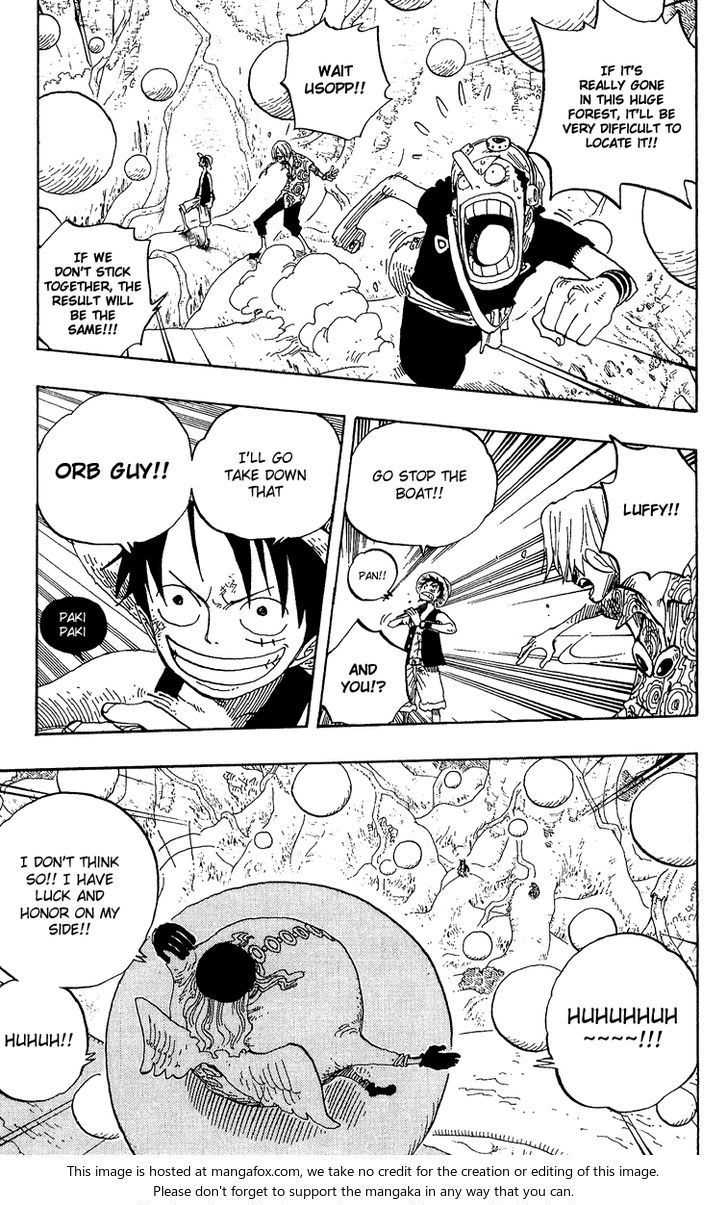 IF IT'S
REALLY GONE
IN THIS HUGE
FOREST, IT'LL BE
VERY DIFFICULT TO
LOCATE IT!!
WAIT
USOPP!!
IF WE
DON'T STICK
TOGETHER, THE
RESULT WILL
BE THE
SAME!!!
LUFFY!!
GO STOP THE
BOAT!!
PAN!!
AND
YOU!?
I'LL GO
TAKE DOWN
THAT
ORB GUY!!
PAKI
PAKI
HUHUHHUH
~~~~!!!
I DON'T THINK
SO!! I HAVE
LUCK AND
HONOR ON MY
SIDE!!
HUHUH!!
This image is hosted at mangafox.com, we take no credit for the creation or editing of this image.
Please don't forget to support the mangaka in any way that you can.